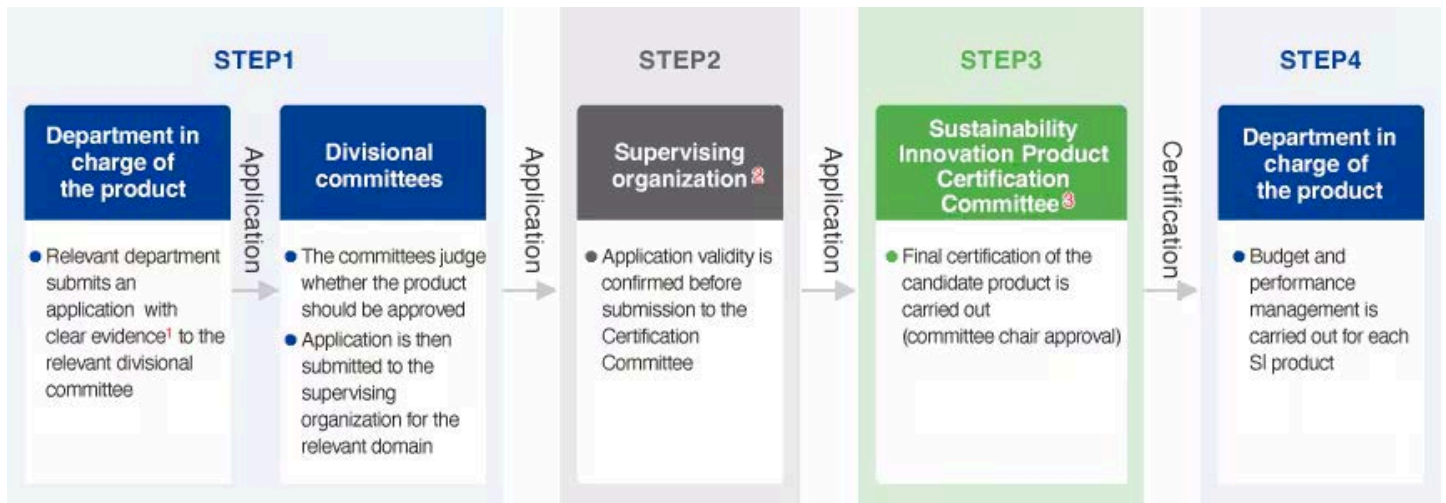 STEP1
Department in
charge of
the product
● Relevant department
submits an
application with
clear evidence1 to the
relevant divisional
committee
Application
Divisional
committees
● The committees judge
whether the product
should be approved
● Application is then
submitted to the
supervising
organization for the
relevant domain
Application
STEP2
Supervising
organization 2
● Application validity is
confirmed before
submission to the
Certification
Committee
Application
STEP3
Sustainability
Innovation Product
Certification
Committee 3
● Final certification of the
candidate product is
carried out
(committee chair approval)
Certification
STEP4
Department in
charge of
the product
● Budget and
performance
management is
carried out for each
SI product